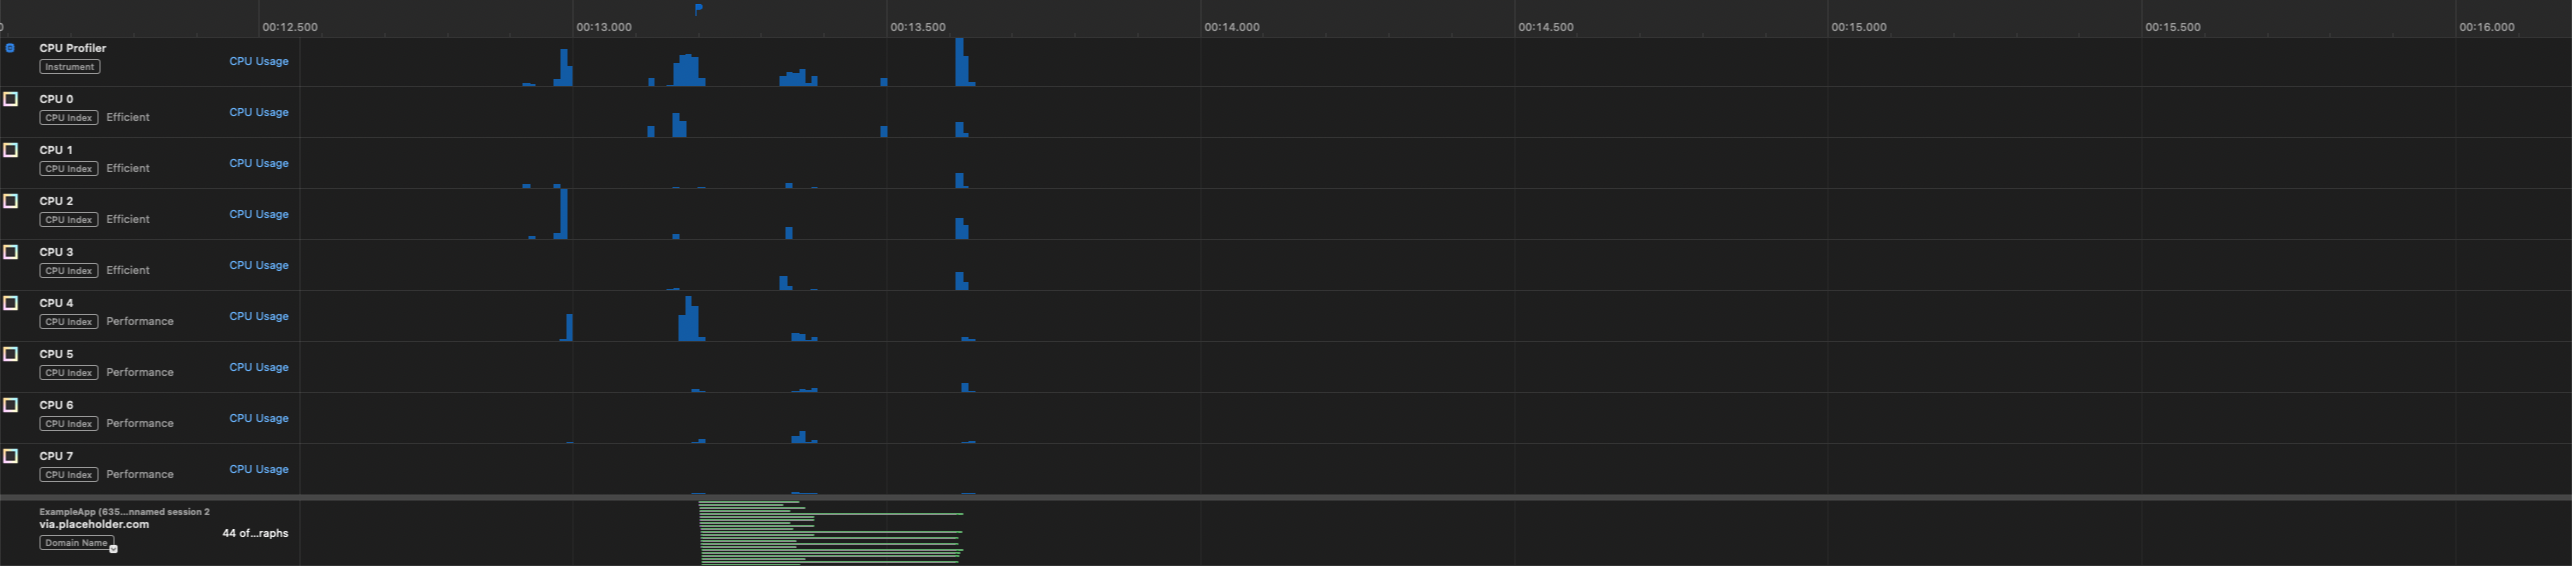 0
00:12.500
00:13.000
00:13.500
00:14.000
00:14.500
00:15.000
00:15.500
00:16.000
CPU Profiler
Instrument
CPU Usage
CPU 0
CPU Index Efficient
CPU Usage
CPU 1
CPU Index Efficient
CPU Usage
CPU 2
CPU Index Efficient
CPU Usage
CPU 3
CPU Index Efficient
CPU Usage
CPU 4
CPU Index Performance
CPU Usage
CPU 5
CPU Index Performance
CPU Usage
CPU 6
CPU Index Performance
CPU Usage
CPU 7
CPU Index Performance
CPU Usage
ExampleApp (635...nnamed session 2
via.placeholder.com
Domain Name
44 of...raphs